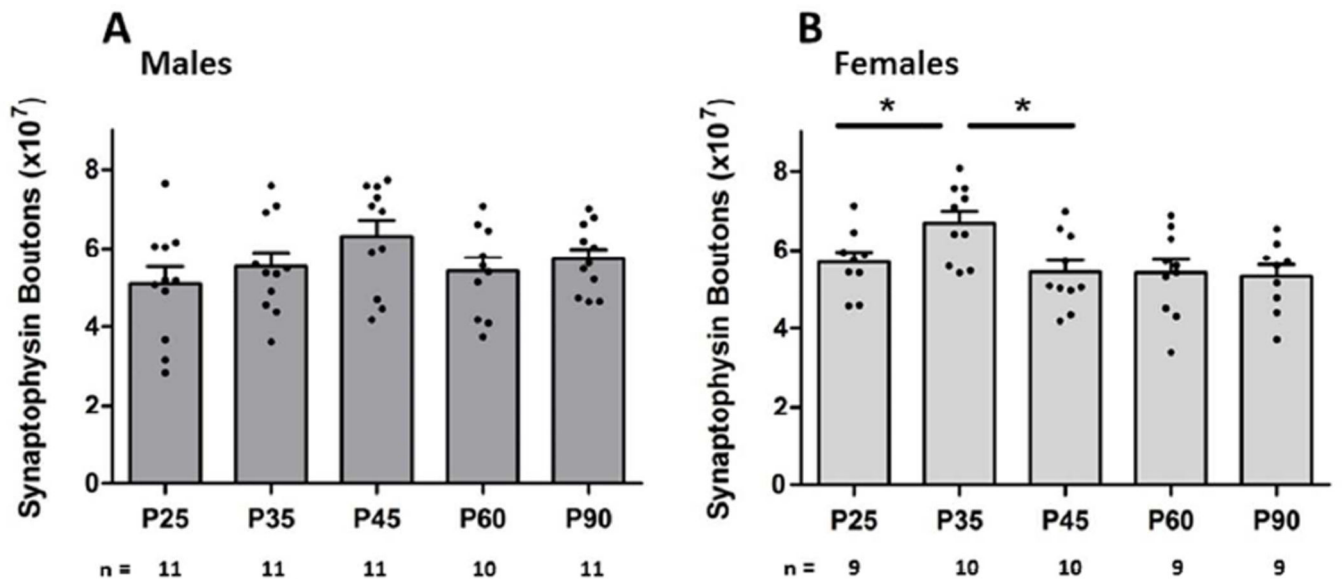 A
Males
Synaptophysin Boutons (x10⁷)
8
6
4
2
0
P25 P35 P45 P60 P90
n = 11 11 11 10 11
B
Females
* *
Synaptophysin Boutons (x10⁷)
8
6
4
2
0
P25 P35 P45 P60 P90
n = 9 10 10 9 9